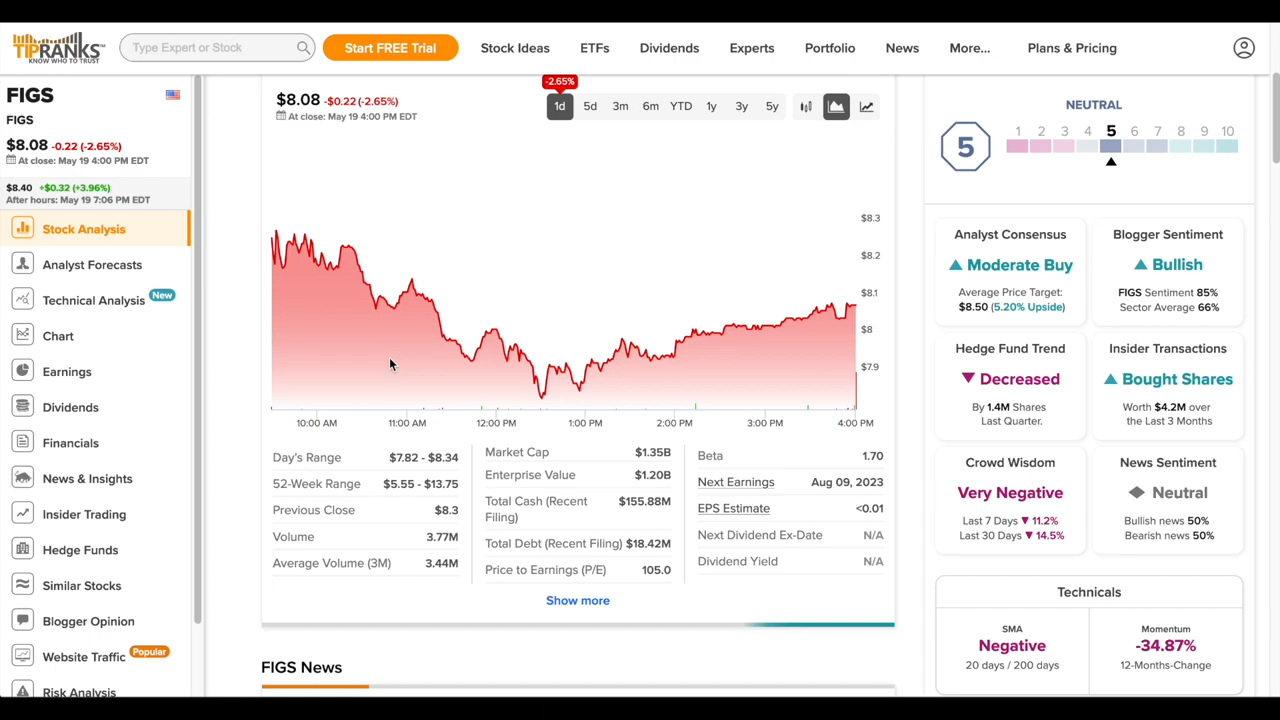 TIPRANKS
KNOW WHO TO TRUST
Type Expert or Stock
Start FREE Trial
Stock Ideas
ETFs
Dividends
Experts
Portfolio
News
More...
Plans & Pricing
FIGS
FIGS
$8.08 -0.22 (-2.65%)
At close: May 19 4:00 PM EDT
$8.40 +$0.32 (+3.96%)
After hours: May 19 7:06 PM EDT
Stock Analysis
Analyst Forecasts
Technical Analysis New
Chart
Earnings
Dividends
Financials
News & Insights
Insider Trading
Hedge Funds
Similar Stocks
Blogger Opinion
Website Traffic Popular
Risk Analysis
$8.08 -$0.22 (-2.65%)
At close: May 19 4:00 PM EDT
-2.65%
1d 5d 3m 6m YTD 1y 3y 5y
$8.3
$8.2
$8.1
$8
$7.9
10:00 AM 11:00 AM 12:00 PM 1:00 PM 2:00 PM 3:00 PM 4:00 PM
Day's Range $7.82 - $8.34
52-Week Range $5.55 - $13.75
Previous Close $8.3
Volume 3.77M
Average Volume (3M) 3.44M
Market Cap $1.35B
Enterprise Value $1.20B
Total Cash (Recent $155.88M
Filing)
Total Debt (Recent Filing) $18.42M
Price to Earnings (P/E) 105.0
Beta 1.70
Next Earnings Aug 09, 2023
EPS Estimate <0.01
Next Dividend Ex-Date N/A
Dividend Yield N/A
Show more
FIGS News
NEUTRAL
5
1 2 3 4 5 6 7 8 9 10
Analyst Consensus
Moderate Buy
Average Price Target:
$8.50 (5.20% Upside)
Blogger Sentiment
Bullish
FIGS Sentiment 85%
Sector Average 66%
Hedge Fund Trend
Decreased
By 1.4M Shares
Last Quarter.
Insider Transactions
Bought Shares
Worth $4.2M over
the Last 3 Months
Crowd Wisdom
Very Negative
Last 7 Days 11.2%
Last 30 Days 14.5%
News Sentiment
Neutral
Bullish news 50%
Bearish news 50%
Technicals
SMA
Negative
20 days / 200 days
Momentum
-34.87%
12-Months-Change